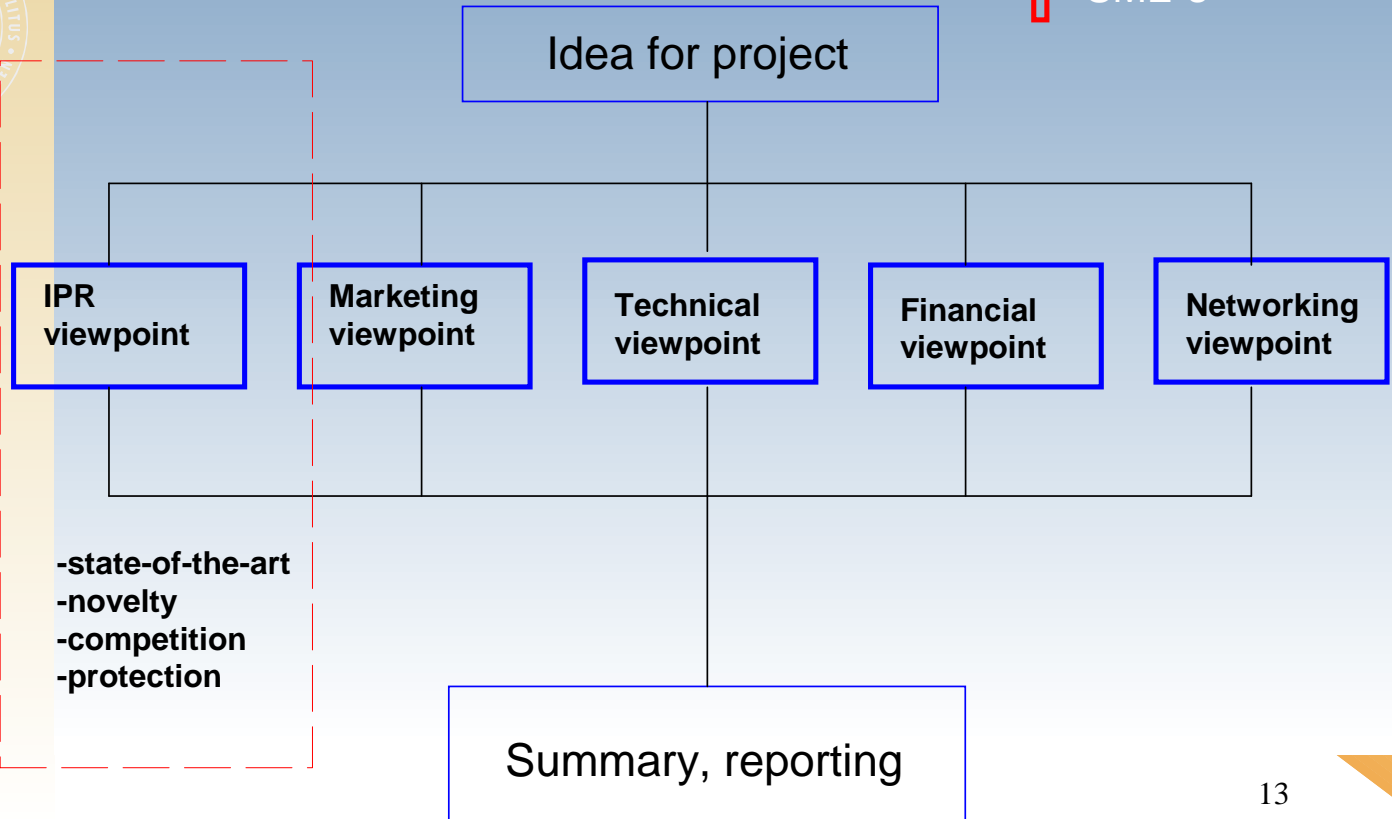 Idea for project
IPR
viewpoint
Marketing
viewpoint
Technical
viewpoint
Financial
viewpoint
Networking
viewpoint
-state-of-the-art
-novelty
-competition
-protection
Summary, reporting
13